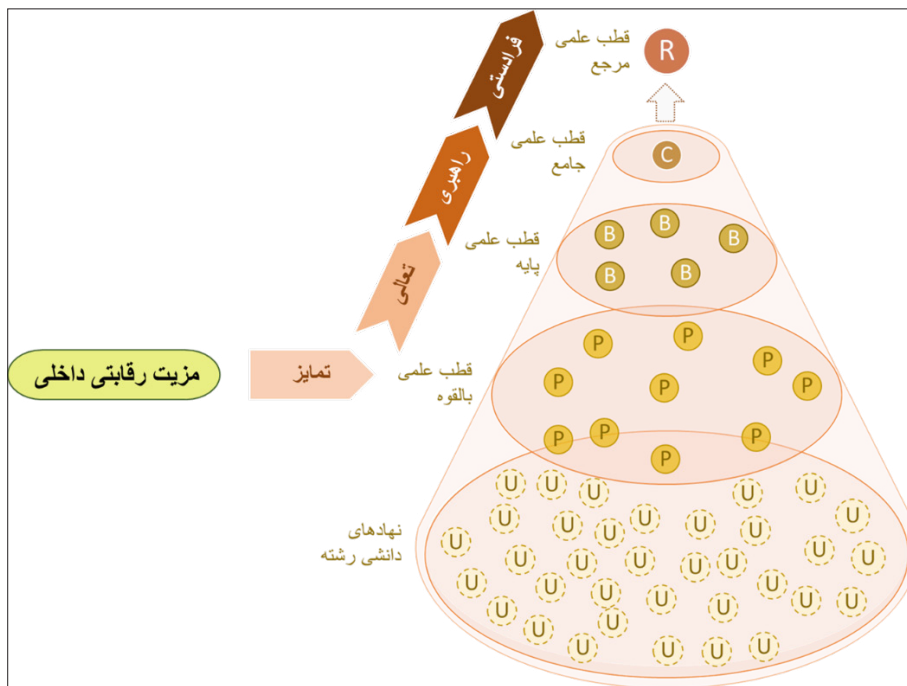 قطب علمی
مرجع
R
فرادستی
قطب علمی
جامع
C
راهبری
قطب علمی
پایه
B B B
B B
تعالی
قطب علمی
بالقوه
P P
P
P P P
P P P
P
تمایز
مزیت رقابتی داخلی
نهادهای
دانشی رشته
U U U U U
U U U U U U U
U U U U U U U U
U U U U U U U U
U U U
U U U U